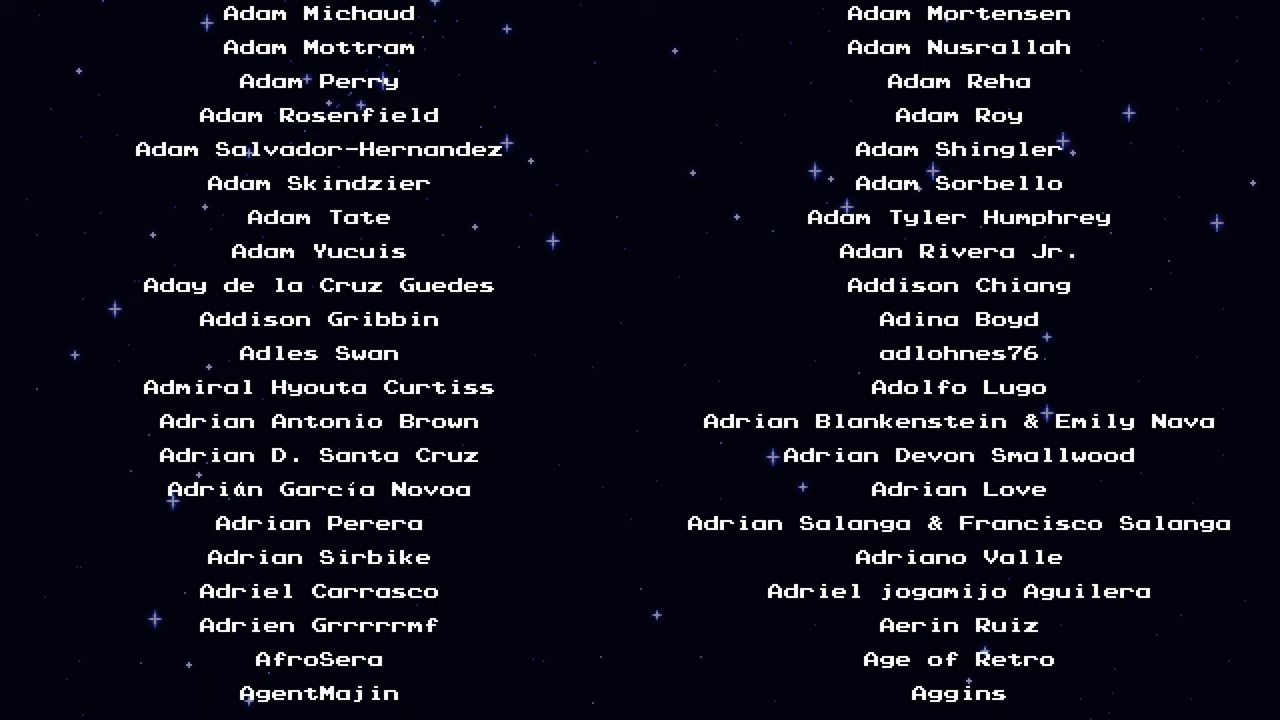 Adam Michaud
Adam Mortensen
Adam Mottram
Adam Nusrallah
Adam Perry
Adam Reha
Adam Rosenfield
Adam Roy
Adam Salvador-Hernandez
Adam Shingler
Adam Skindzier
Adam Sorbello
Adam Tate
Adam Tyler Humphrey
Adam Yucuis
Adan Rivera Jr.
Aday de la Cruz Guedes
Addison Chiang
Addison Gribbin
Adina Boyd
Adles Swan
adlohnes76
Admiral Hyouta Curtiss
Adolfo Lugo
Adrian Antonio Brown
Adrian Blankenstein & Emily Nava
Adrian D. Santa Cruz
Adrian Devon Smallwood
Adrián García Novoa
Adrian Love
Adrian Perera
Adrian Salanga & Francisco Salanga
Adrian Sirbike
Adriano Valle
Adriel Carrasco
Adriel jogamijo Aguilera
Adrien Grrrrrmf
Aerin Ruiz
AfroSera
Age of Retro
AgentMajin
Aggins